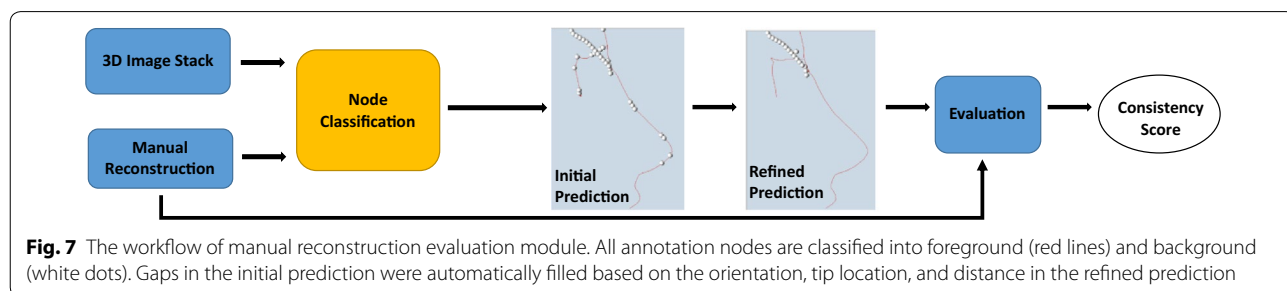 3D Image Stack
Manual
Reconstruction
Node
Classification
Initial
Prediction
Refined
Prediction
Evaluation
Consistency
Score
Fig. 7 The workflow of manual reconstruction evaluation module. All annotation nodes are classified into foreground (red lines) and background
(white dots). Gaps in the initial prediction were automatically filled based on the orientation, tip location, and distance in the refined prediction